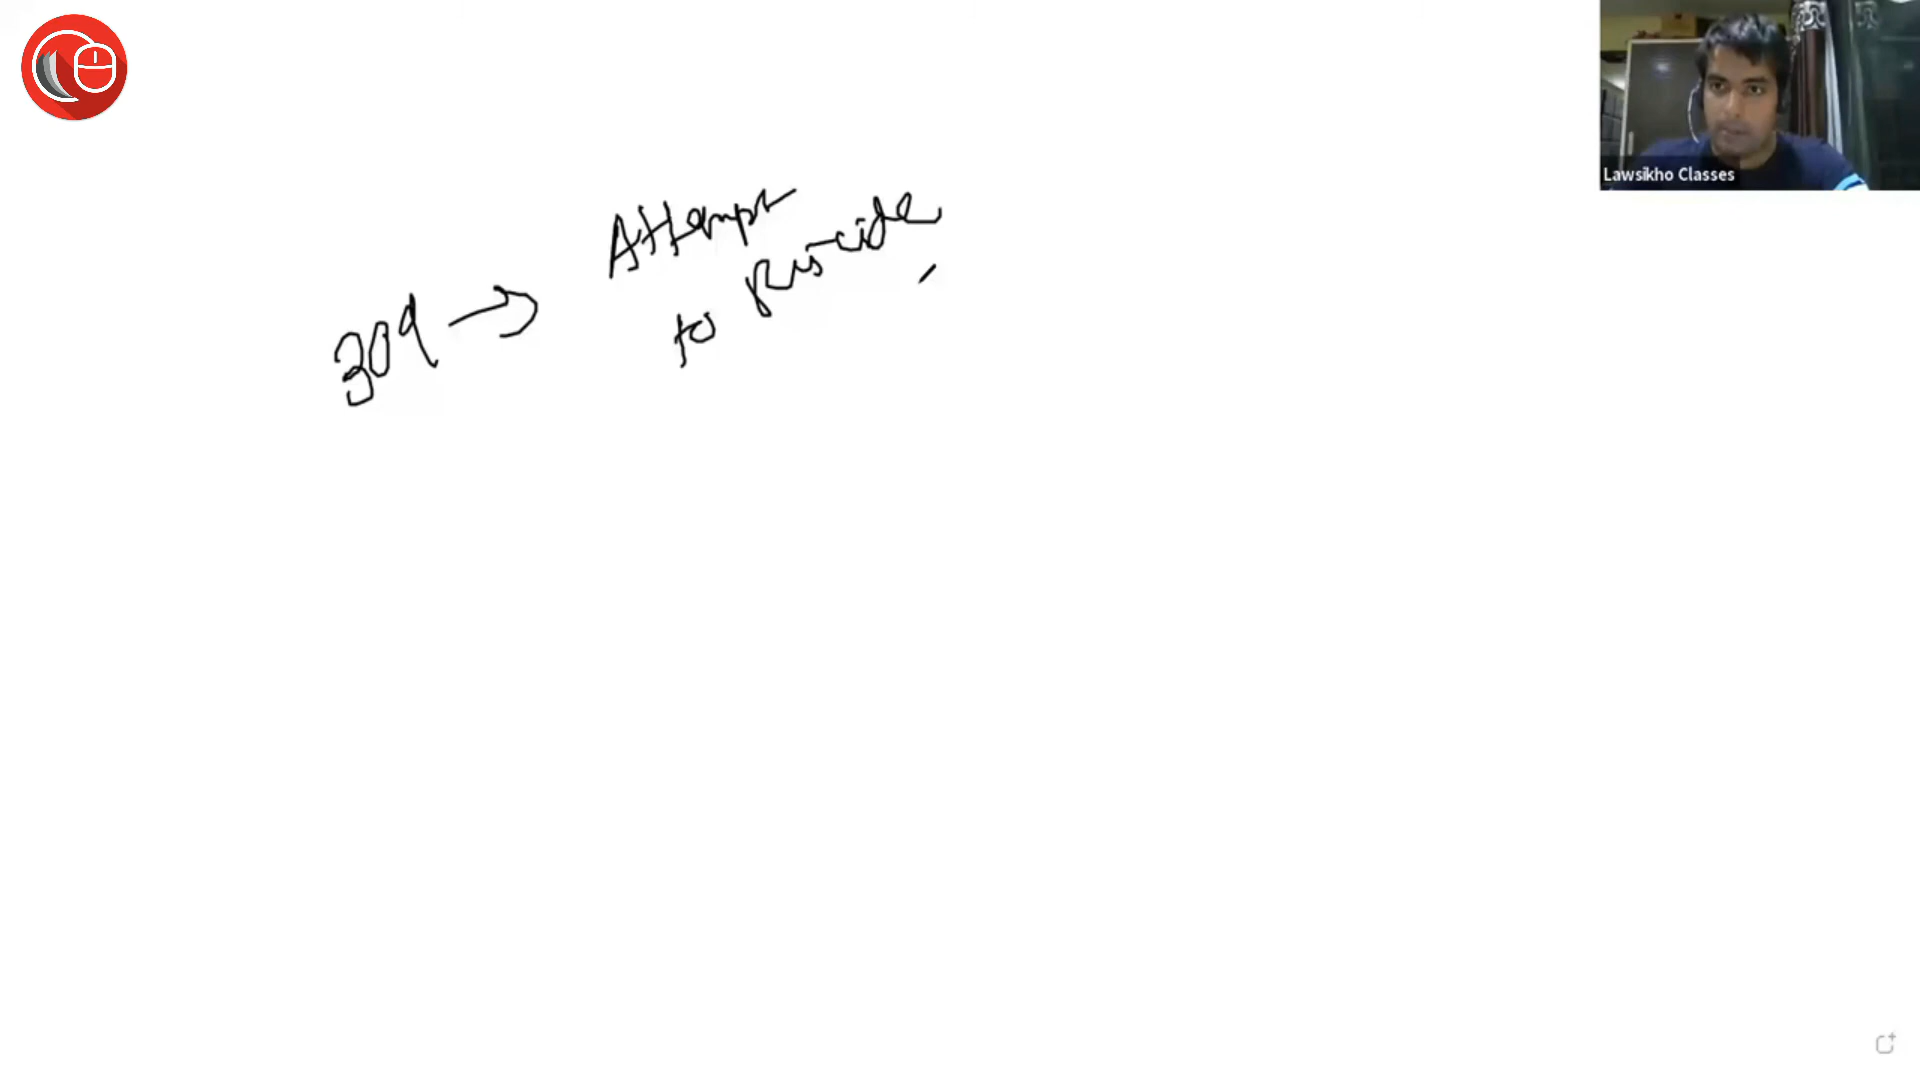 Lawsikho Classes
309 → Attempt
to suicide